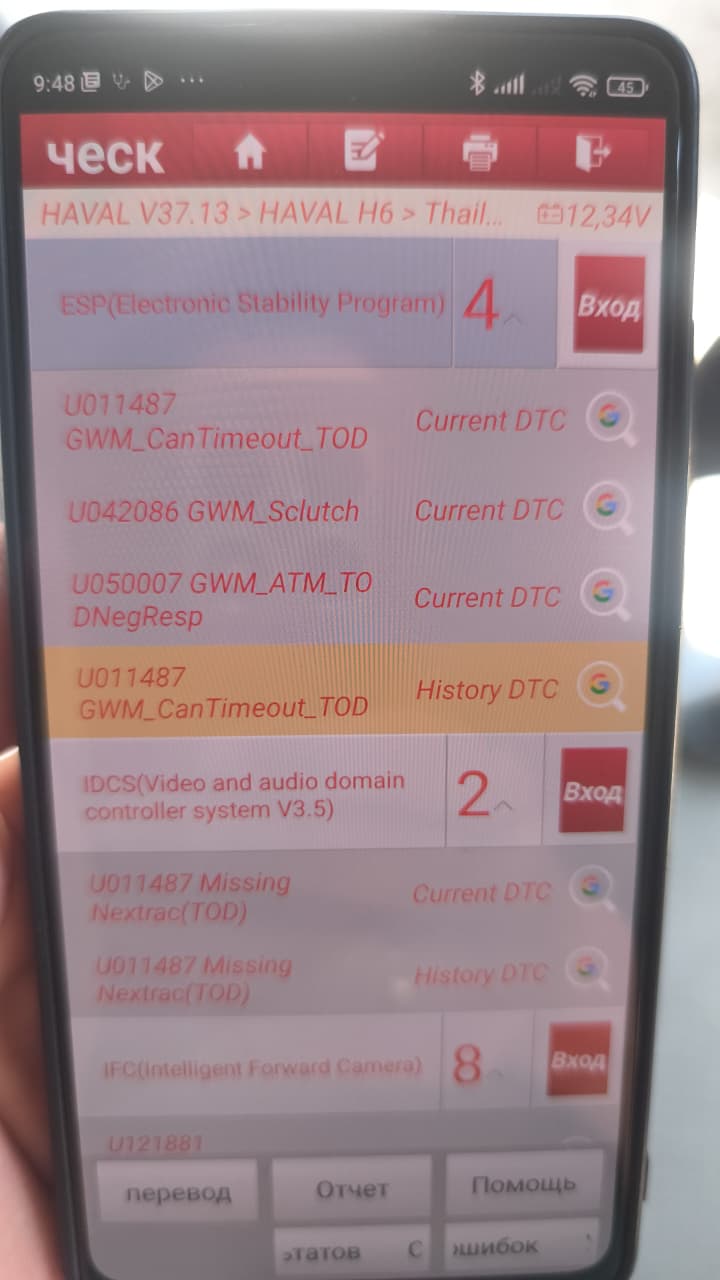 9:48 ... 45
ческ
HAVAL V37.13 > HAVAL H6 > Thail... 12,34V
ESP(Electronic Stability Program) 4 Вход
U011487
GWM_CanTimeout_TOD Current DTC
U042086 GWM_Sclutch Current DTC
U050007 GWM_ATM_TO
DNegResp Current DTC
U011487
GWM_CanTimeout_TOD History DTC
IDCS(Video and audio domain
controller system V3.5) 2 Вход
U011487 Missing
Nextrac(TOD) Current DTC
U011487 Missing
Nextrac(TOD) History DTC
IFC(Intelligent Forward Camera) 8 Вход
U121881
перевод Отчет Помощь
этатов С ошибок